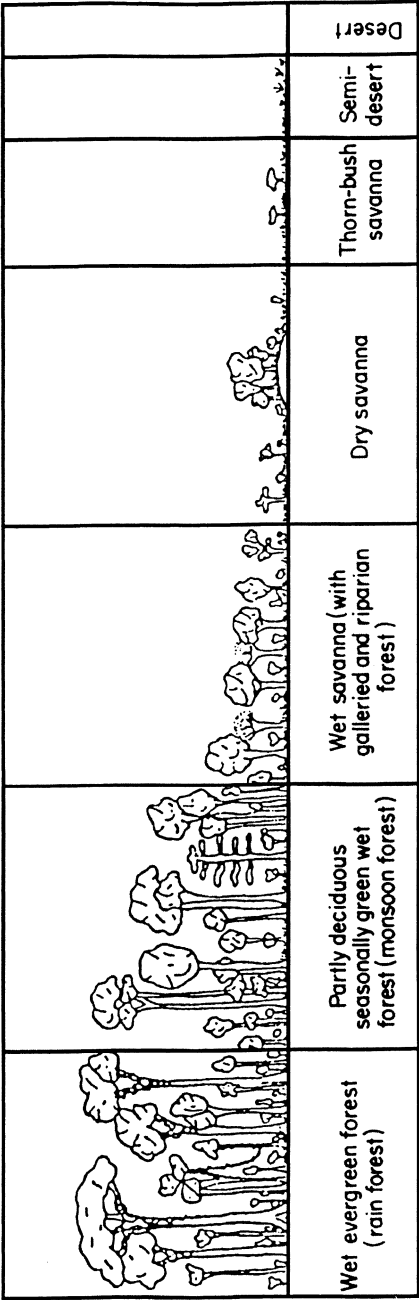 Wet evergreen forest
(rain forest)
Partly deciduous
seasonally green wet
forest (monsoon forest)
Wet savanna (with
galleried and riparian
forest)
Dry savanna
Thorn-bush
savanna
Semi-
desert
Desert